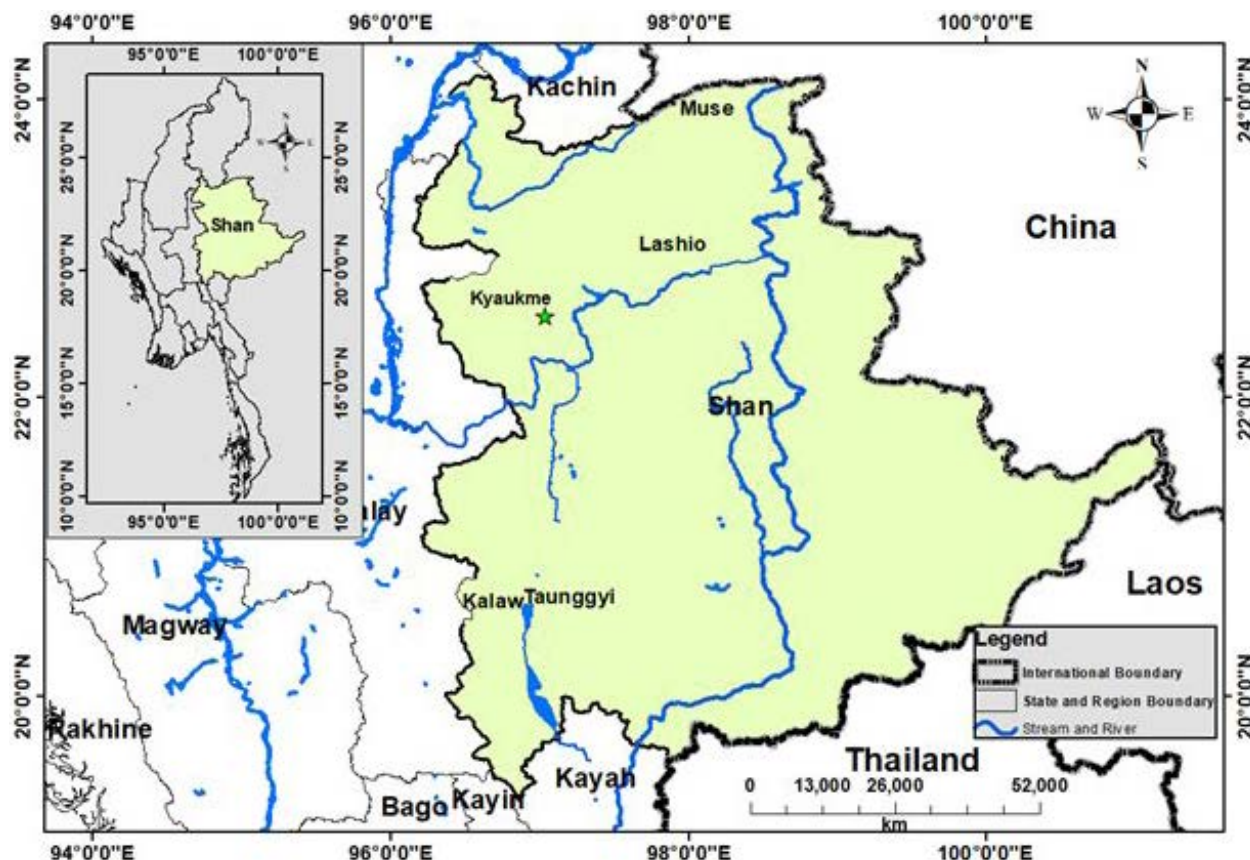 94°0'0"E 96°0'0"E 98°0'0"E 100°0'0"E
95°0'0"E 100°0'0"E
N
W E
S
25°0'0"N 20°0'0"N 15°0'0"N 10°0'0"N
Shan
25°0'0"N 20°0'0"N 15°0'0"N 10°0'0"N
95°0'0"E 100°0'0"E
24°0'0"N 22°0'0"N 20°0'0"N
Kachin
Muse
N
W E
S
China
Lashio
Kyaukme
Shan
lay
Kalaw
Taunggyi
Laos
Magway
Rakhine
Bago
Kayin
Kayah
Thailand
Legend
International Boundary
State and Region Boundary
Stream and River
0 13,000 26,000 52,000
km
24°0'0"N 22°0'0"N 20°0'0"N
94°0'0"E 96°0'0"E 98°0'0"E 100°0'0"E